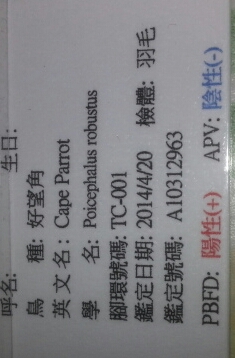 呼名: 生日:
鳥 種: 好望角
英文名: Cape Parrot
學 名: Poicephalus robustus
腳環號碼: TC-001
鑑定日期: 2014/4/20 檢體: 羽毛
鑑定號碼: A10312963
PBFD: 陽性(+) APV: 陰性(-)